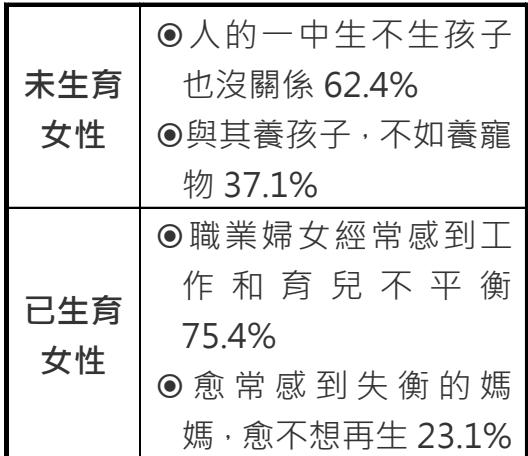 未生育
女性
◉人的一中生不生孩子
也沒關係 62.4%
◉與其養孩子，不如養寵
物 37.1%
已生育
女性
◉職業婦女經常感到工
作和育兒不平衡
75.4%
◉愈常感到失衡的媽
媽，愈不想再生 23.1%